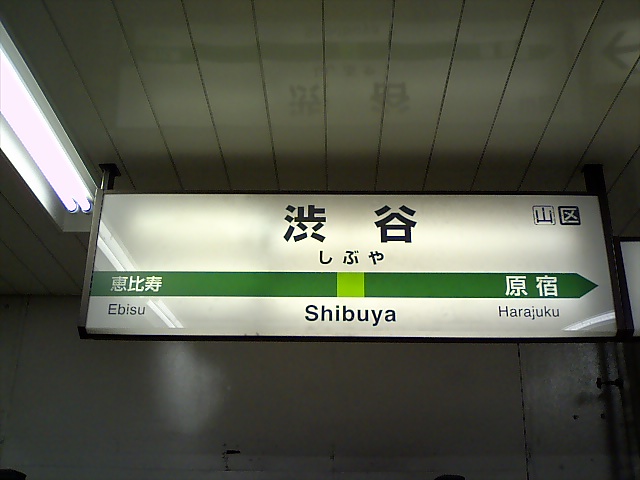 渋谷
山区
しぶや
恵比寿
原宿
Ebisu
Shibuya
Harajuku